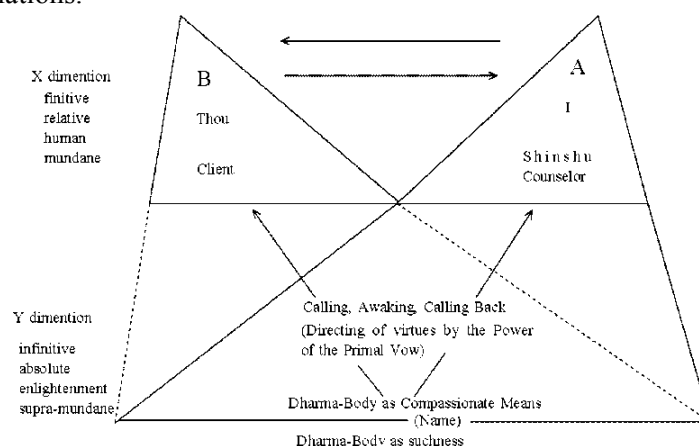 X dimention
finitive
relative
human
mundane
B
Thou
Client
A
I
Shinshu
Counselor
Y dimention
infinitive
absolute
enlightenment
supra-mundane
Calling, Awaking, Calling Back
(Directing of virtues by the Power
of the Primal Vow)
Dharma-Body as Compassionate Means
(Name)
Dharma-Body as suchness